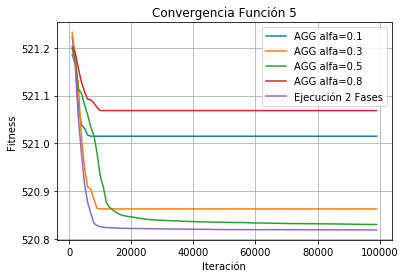 Convergencia Función 5
AGG alfa=0.1
AGG alfa=0.3
AGG alfa=0.5
AGG alfa=0.8
Ejecución 2 Fases
Fitness
521.2
521.1
521.0
520.9
520.8
0 20000 40000 60000 80000 100000
Iteración